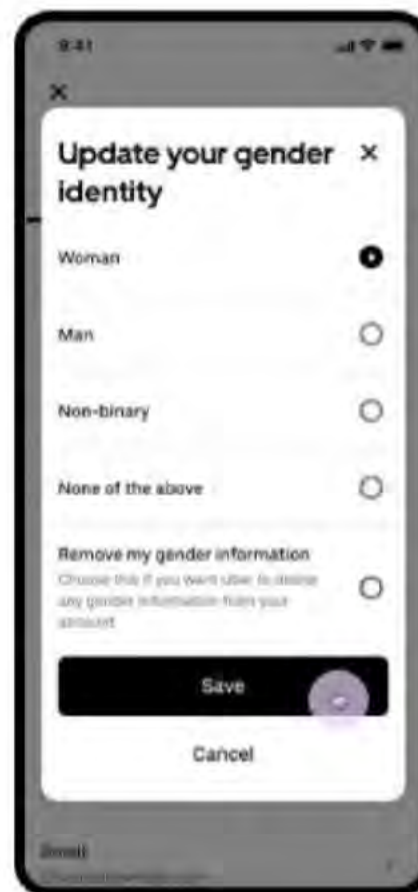 9:41
Update your gender
identity
Woman
Man
Non-binary
None of the above
Remove my gender information
Choose this if you want Uber to delete
any gender information from your
account
Save
Cancel
Email